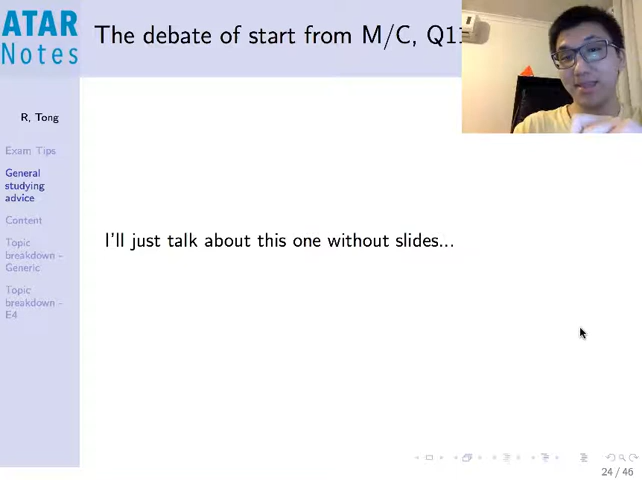 ATAR
Notes
The debate of start from M/C, Q11
R, Tong
Exam Tips
General
studying
advice
Content
Topic
breakdown -
Generic
Topic
breakdown -
E4
I'll just talk about this one without slides...
24 / 46